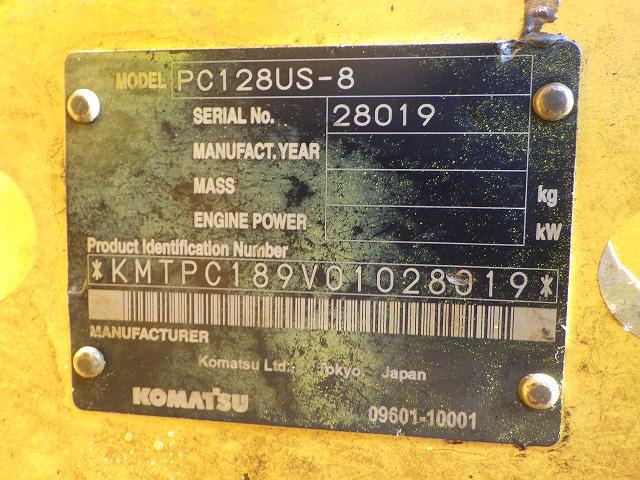 MODEL PC128US-8
SERIAL No. 28019
MANUFACT. YEAR
MASS kg
ENGINE POWER kW
Product Identification Number
*KMTPC189V01028019*
MANUFACTURER
Komatsu Ltd., Tokyo, Japan
KOMATSU
09601-10001